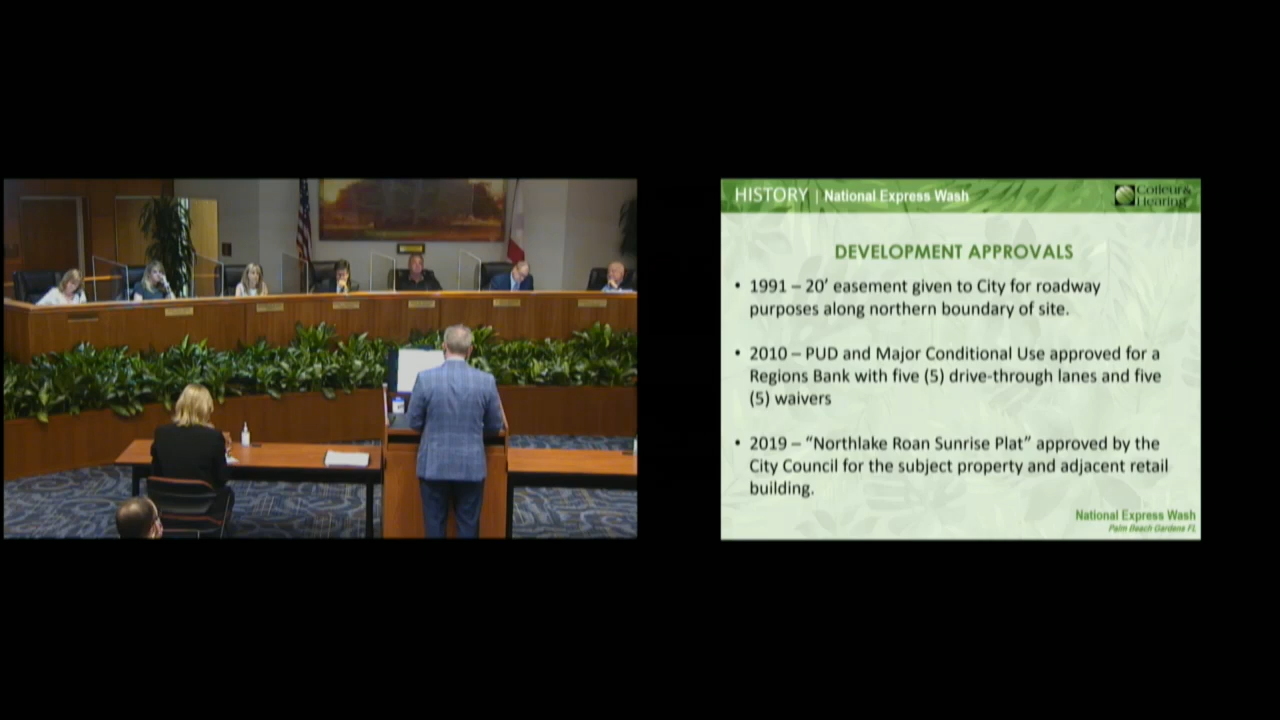 HISTORY | National Express Wash
Cotleur &
Hearing
DEVELOPMENT APPROVALS
• 1991 – 20’ easement given to City for roadway
purposes along northern boundary of site.
• 2010 – PUD and Major Conditional Use approved for a
Regions Bank with five (5) drive-through lanes and five
(5) waivers
• 2019 – “Northlake Roan Sunrise Plat” approved by the
City Council for the subject property and adjacent retail
building.
National Express Wash
Palm Beach Gardens FL